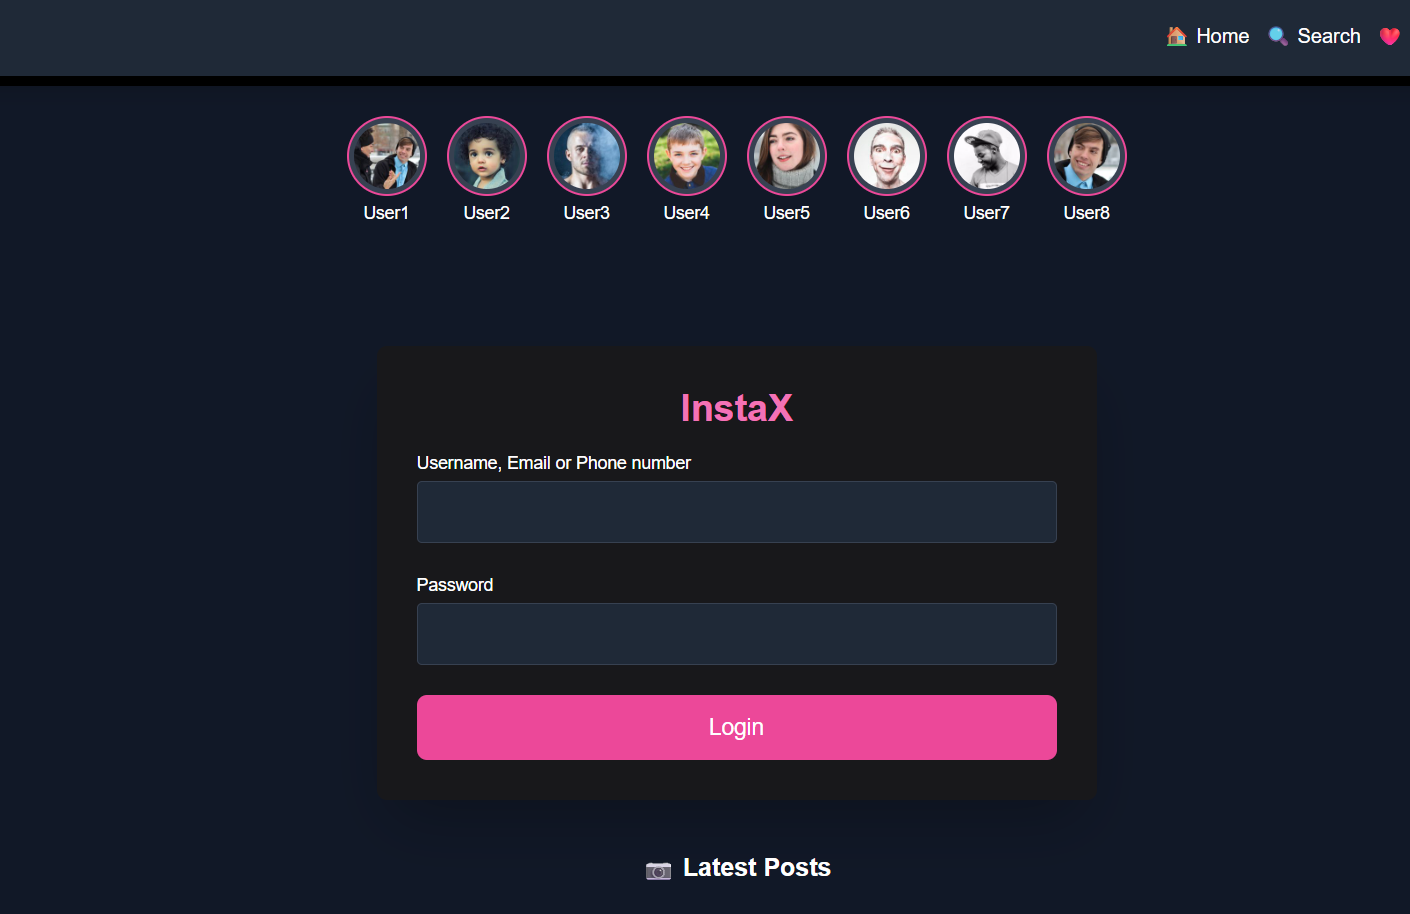 Home Search
User1 User2 User3 User4 User5 User6 User7 User8
InstaX
Username, Email or Phone number
Password
Login
Latest Posts